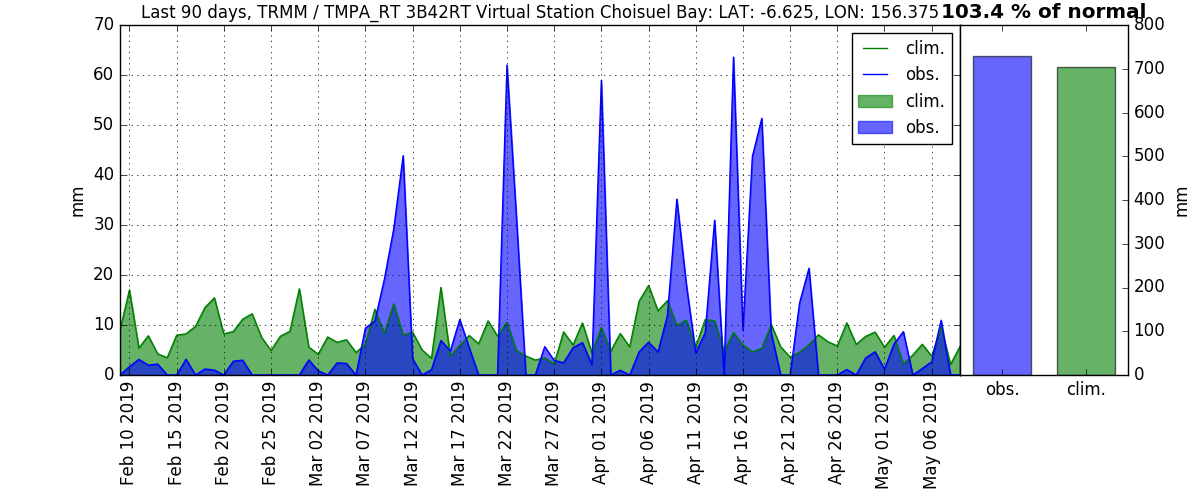 Last 90 days, TRMM / TMPA_RT 3B42RT Virtual Station Choisuel Bay: LAT: -6.625, LON: 156.375
103.4 % of normal
70
60
50
40
30
20
10
0
mm
clim.
obs.
clim.
obs.
Feb 10 2019
Feb 15 2019
Feb 20 2019
Feb 25 2019
Mar 02 2019
Mar 07 2019
Mar 12 2019
Mar 17 2019
Mar 22 2019
Mar 27 2019
Apr 01 2019
Apr 06 2019
Apr 11 2019
Apr 16 2019
Apr 21 2019
Apr 26 2019
May 01 2019
May 06 2019
800
700
600
500
400
300
200
100
0
mm
obs.
clim.